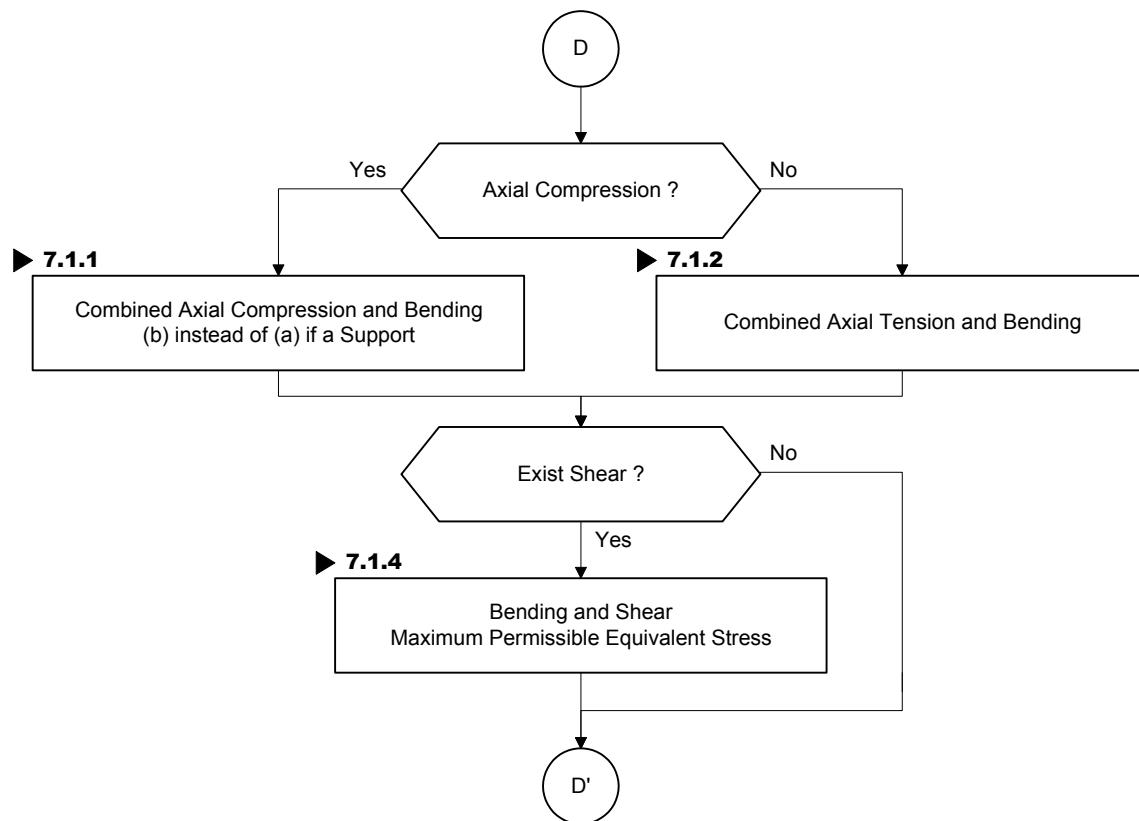 D
Yes
No
Axial Compression ?
7.1.1
7.1.2
Combined Axial Compression and Bending
(b) instead of (a) if a Support
Combined Axial Tension and Bending
No
Exist Shear ?
Yes
7.1.4
Bending and Shear
Maximum Permissible Equivalent Stress
D'